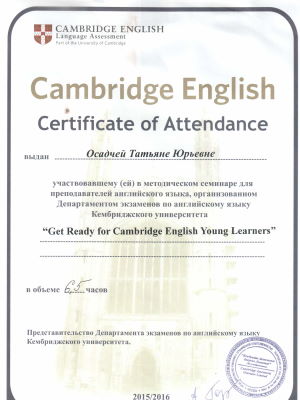 CAMBRIDGE ENGLISH
Language Assessment
Part of the University of Cambridge
Cambridge English
Certificate of Attendance
выдан Осадчей Татьяне Юрьевне
участвовавшему (ей) в методическом семинаре для
преподавателей английского языка, организованном
Департаментом экзаменов по английскому языку
Кембриджского университета
“Get Ready for Cambridge English Young Learners”
в объеме 6,5 часов
Представительство Департамента экзаменов по английскому языку
Кембриджского университета.
2015/2016